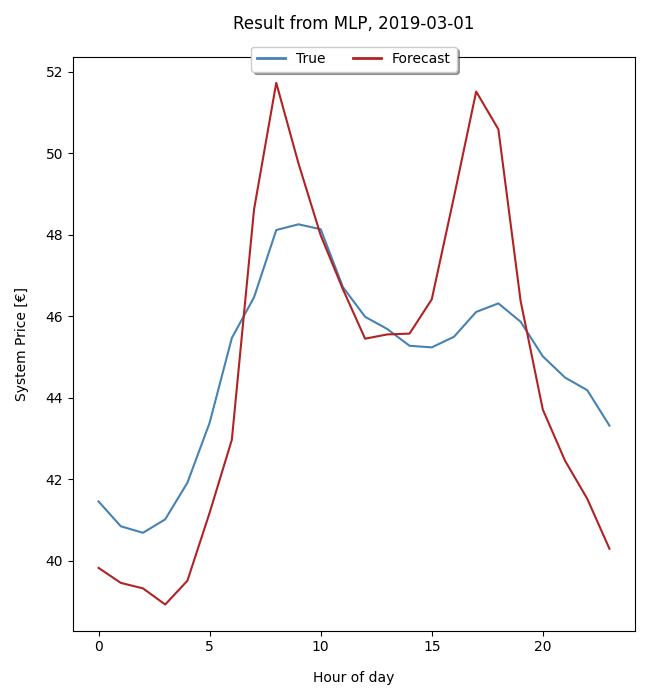 Result from MLP, 2019-03-01
True Forecast
System Price [€]
52
50
48
46
44
42
40
0 5 10 15 20
Hour of day